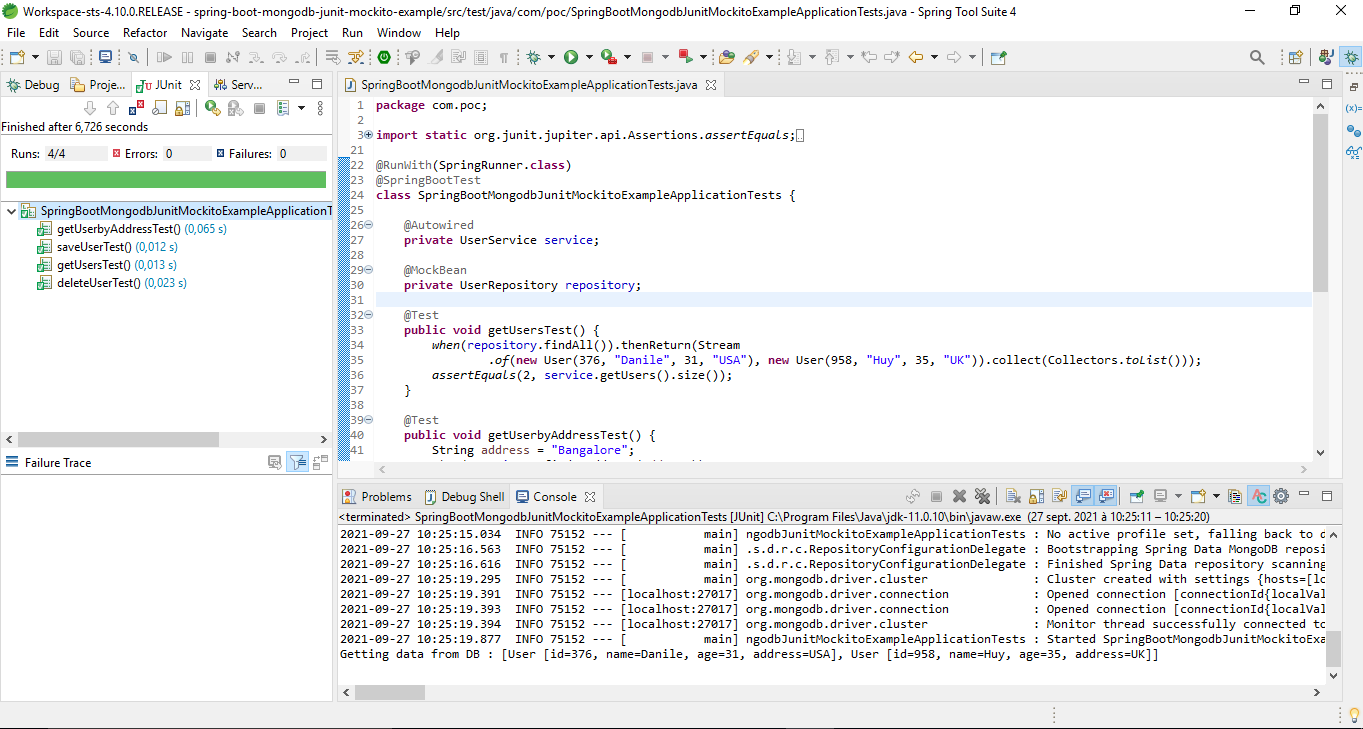 Workspace-sts-4.10.0.RELEASE - spring-boot-mongodb-junit-mockito-example/src/test/java/com/poc/SpringBootMongodbJunitMockitoExampleApplicationTests.java - Spring Tool Suite 4
File Edit Source Refactor Navigate Search Project Run Window Help
Debug Proje... JUnit Serv...
Finished after 6,726 seconds
Runs: 4/4 Errors: 0 Failures: 0
SpringBootMongodbJunitMockitoExampleApplicationT
getUserbyAddressTest() (0,065 s)
saveUserTest() (0,012 s)
getUsersTest() (0,013 s)
deleteUserTest() (0,023 s)
Failure Trace
SpringBootMongodbJunitMockitoExampleApplicationTests.java
1 package com.poc;
2
3 import static org.junit.jupiter.api.Assertions.assertEquals;
21
22 @RunWith(SpringRunner.class)
23 @SpringBootTest
24 class SpringBootMongodbJunitMockitoExampleApplicationTests {
25
26 @Autowired
27 private UserService service;
28
29 @MockBean
30 private UserRepository repository;
31
32 @Test
33 public void getUsersTest() {
34 when(repository.findAll()).thenReturn(Stream
35 .of(new User(376, "Danile", 31, "USA"), new User(958, "Huy", 35, "UK")).collect(Collectors.toList()));
36 assertEquals(2, service.getUsers().size());
37 }
38
39 @Test
40 public void getUserbyAddressTest() {
41 String address = "Bangalore";
Problems Debug Shell Console
<terminated> SpringBootMongodbJunitMockitoExampleApplicationTests [JUnit] C:\Program Files\Java\jdk-11.0.10\bin\javaw.exe (27 sept. 2021 à 10:25:11 – 10:25:20)
2021-09-27 10:25:15.034 INFO 75152 --- [ main] ngodbJunitMockitoExampleApplicationTests : No active profile set, falling back to d
2021-09-27 10:25:16.563 INFO 75152 --- [ main] .s.d.r.c.RepositoryConfigurationDelegate : Bootstrapping Spring Data MongoDB reposi
2021-09-27 10:25:16.616 INFO 75152 --- [ main] .s.d.r.c.RepositoryConfigurationDelegate : Finished Spring Data repository scanning
2021-09-27 10:25:19.295 INFO 75152 --- [ main] org.mongodb.driver.cluster : Cluster created with settings {hosts=[lo
2021-09-27 10:25:19.391 INFO 75152 --- [localhost:27017] org.mongodb.driver.connection : Opened connection [connectionId{localVal
2021-09-27 10:25:19.393 INFO 75152 --- [localhost:27017] org.mongodb.driver.connection : Opened connection [connectionId{localVal
2021-09-27 10:25:19.394 INFO 75152 --- [localhost:27017] org.mongodb.driver.cluster : Monitor thread successfully connected to
2021-09-27 10:25:19.877 INFO 75152 --- [ main] ngodbJunitMockitoExampleApplicationTests : Started SpringBootMongodbJunitMockitoExa
Getting data from DB : [User [id=376, name=Danile, age=31, address=USA], User [id=958, name=Huy, age=35, address=UK]]